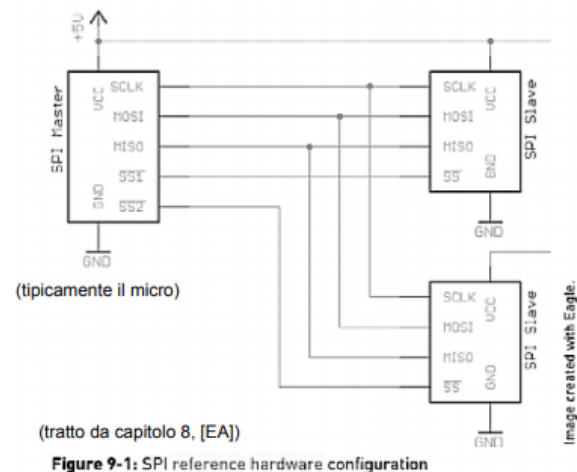 +5V
SPI Master
VCC
GND
SCLK
MOSI
MISO
SS1
SS2
GND
SCLK
MOSI
MISO
SS
VCC
GND
SPI Slave
GND
(tipicamente il micro)
SCLK
MOSI
MISO
SS
VCC
GND
SPI Slave
GND
Image created with Eagle.
(tratto da capitolo 8, [EA])
Figure 9-1: SPI reference hardware configuration